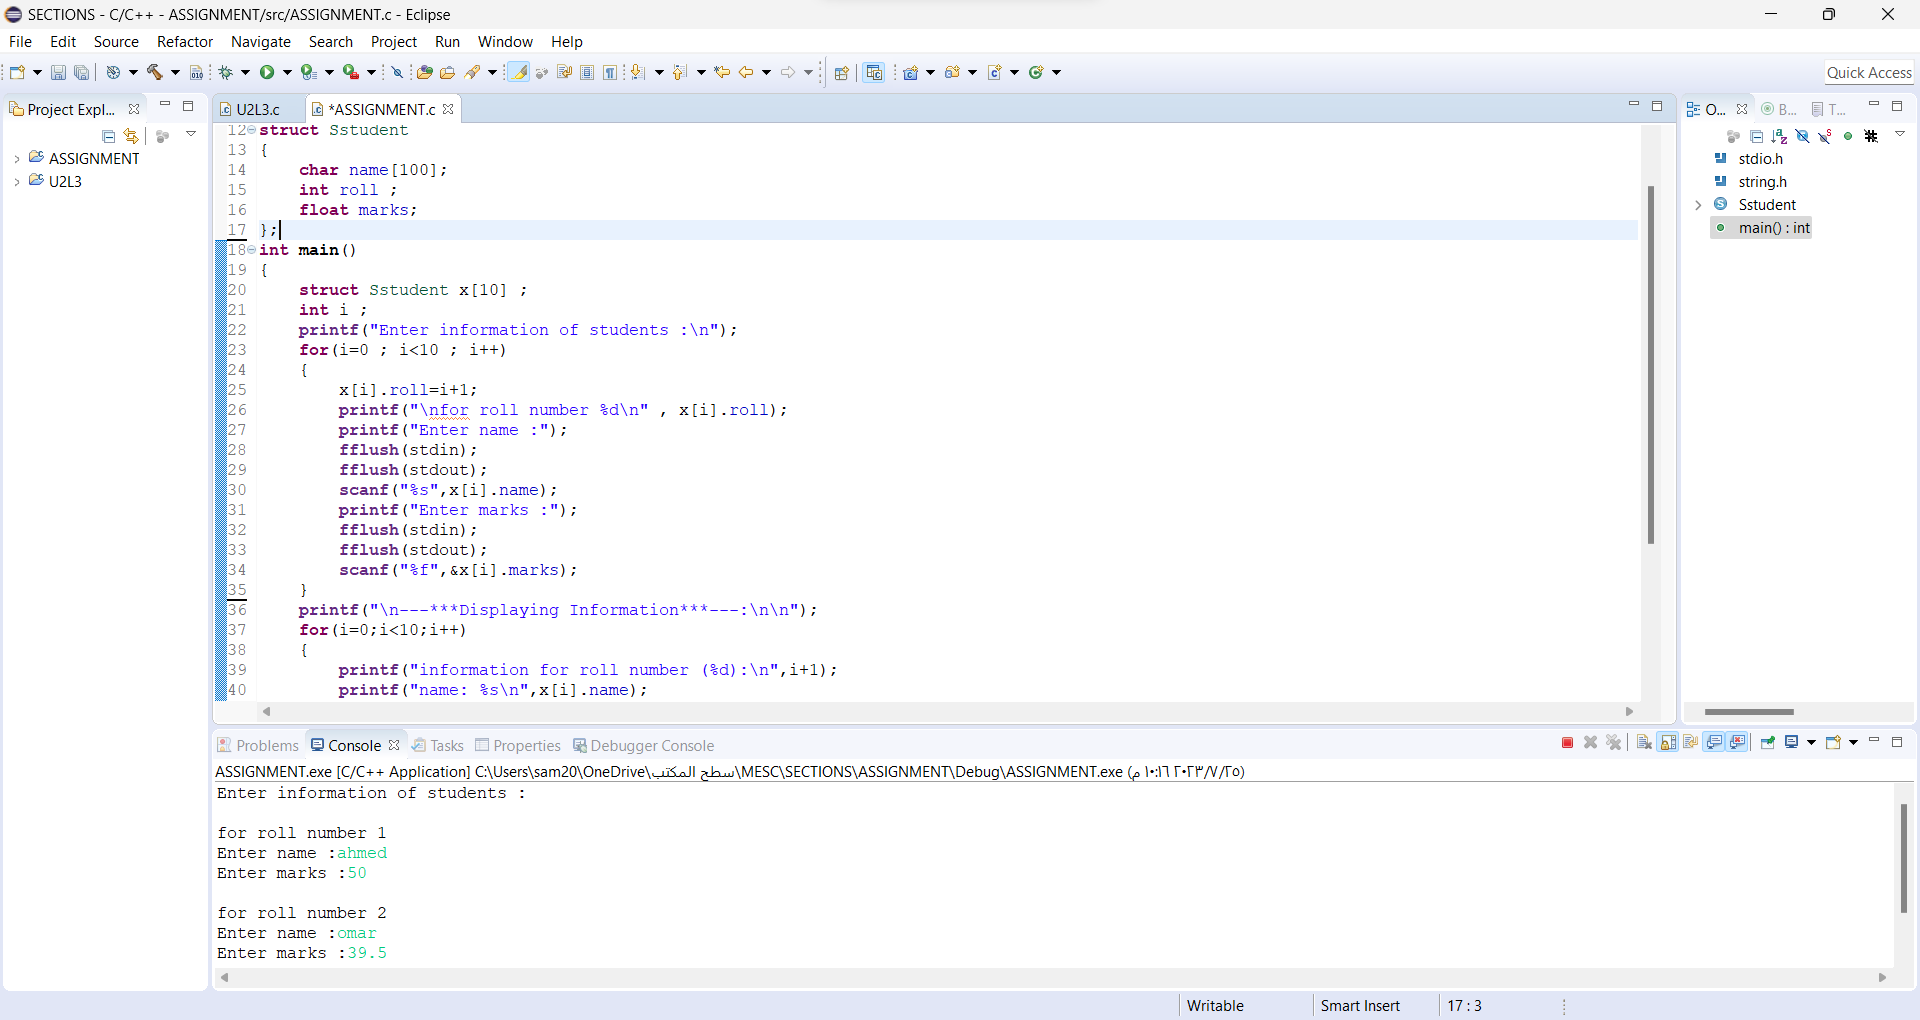 SECTIONS - C/C++ - ASSIGNMENT/src/ASSIGNMENT.c - Eclipse
File Edit Source Refactor Navigate Search Project Run Window Help
Quick Access
Project Expl...
ASSIGNMENT
U2L3
U2L3.c *ASSIGNMENT.c
12 struct Sstudent
13 {
14 char name[100];
15 int roll ;
16 float marks;
17 };
18 int main()
19 {
20 struct Sstudent x[10] ;
21 int i ;
22 printf("Enter information of students :\n");
23 for(i=0 ; i<10 ; i++)
24 {
25 x[i].roll=i+1;
26 printf("\nfor roll number %d\n" , x[i].roll);
27 printf("Enter name :");
28 fflush(stdin);
29 fflush(stdout);
30 scanf("%s",x[i].name);
31 printf("Enter marks :");
32 fflush(stdin);
33 fflush(stdout);
34 scanf("%f",&x[i].marks);
35 }
36 printf("\n---***Displaying Information***---:\n\n");
37 for(i=0;i<10;i++)
38 {
39 printf("information for roll number (%d):\n",i+1);
40 printf("name: %s\n",x[i].name);
O... B... T...
stdio.h
string.h
Sstudent
main() : int
Problems Console Tasks Properties Debugger Console
ASSIGNMENT.exe [C/C++ Application] C:\Users\sam20\OneDrive\سطح المكتب\MESC\SECTIONS\ASSIGNMENT\Debug\ASSIGNMENT.exe (٢٥/٧/٢٠٢٣ ١٠:١٦ م)
Enter information of students :
for roll number 1
Enter name :ahmed
Enter marks :50
for roll number 2
Enter name :omar
Enter marks :39.5
Writable Smart Insert 17 : 3